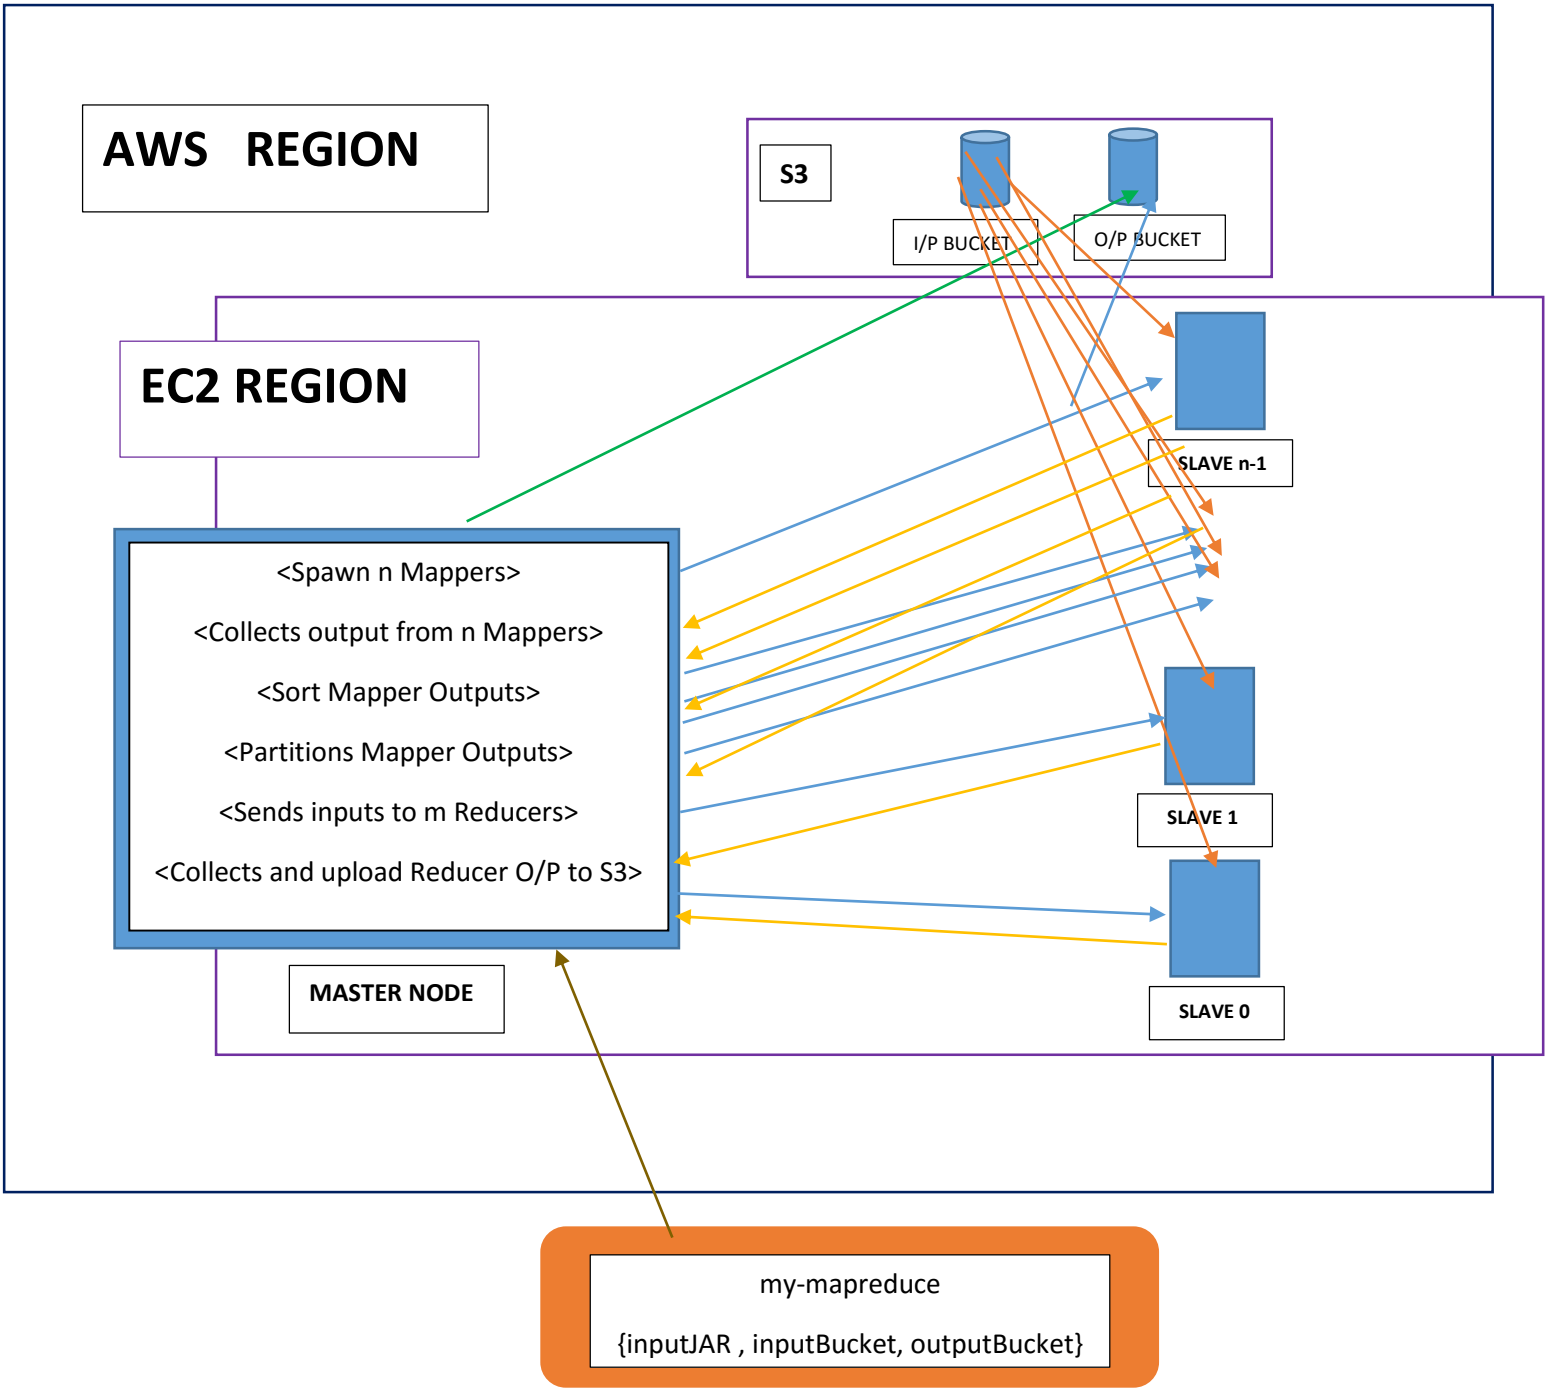 AWS REGION
S3
I/P BUCKET
O/P BUCKET
EC2 REGION
SLAVE n-1
<Spawn n Mappers>
<Collects output from n Mappers>
<Sort Mapper Outputs>
<Partitions Mapper Outputs>
<Sends inputs to m Reducers>
<Collects and upload Reducer O/P to S3>
SLAVE 1
MASTER NODE
SLAVE 0
my-mapreduce
{inputJAR , inputBucket, outputBucket}